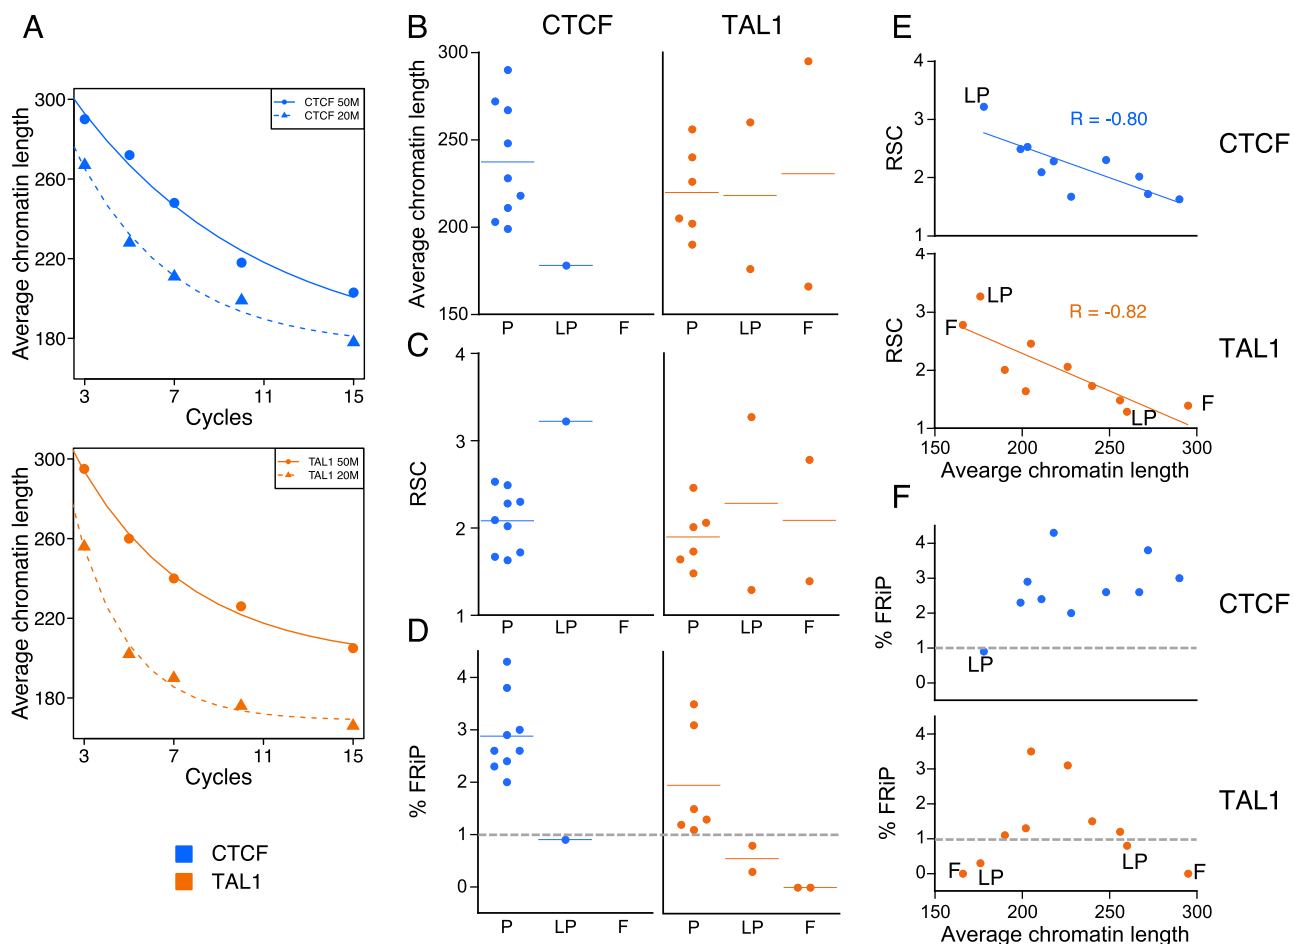 A
Average chromatin length
300
260
220
180
CTCF 50M
CTCF 20M
3
7
11
15
Cycles
Average chromatin length
300
260
220
180
TAL1 50M
TAL1 20M
3
7
11
15
Cycles
CTCF
TAL1
B
CTCF
TAL1
Average chromatin length
300
250
200
150
P
LP
F
P
LP
F
C
RSC
4
3
2
1
P
LP
F
P
LP
F
D
% FRiP
4
3
2
1
0
P
LP
F
P
LP
F
E
RSC
4
3
2
1
LP
R = -0.80
CTCF
RSC
4
3
2
1
F
LP
R = -0.82
LP
F
TAL1
150
200
250
300
Avearge chromatin length
F
% FRiP
4
3
2
1
0
LP
CTCF
% FRiP
4
3
2
1
0
F
LP
LP
F
TAL1
150
200
250
300
Average chromatin length